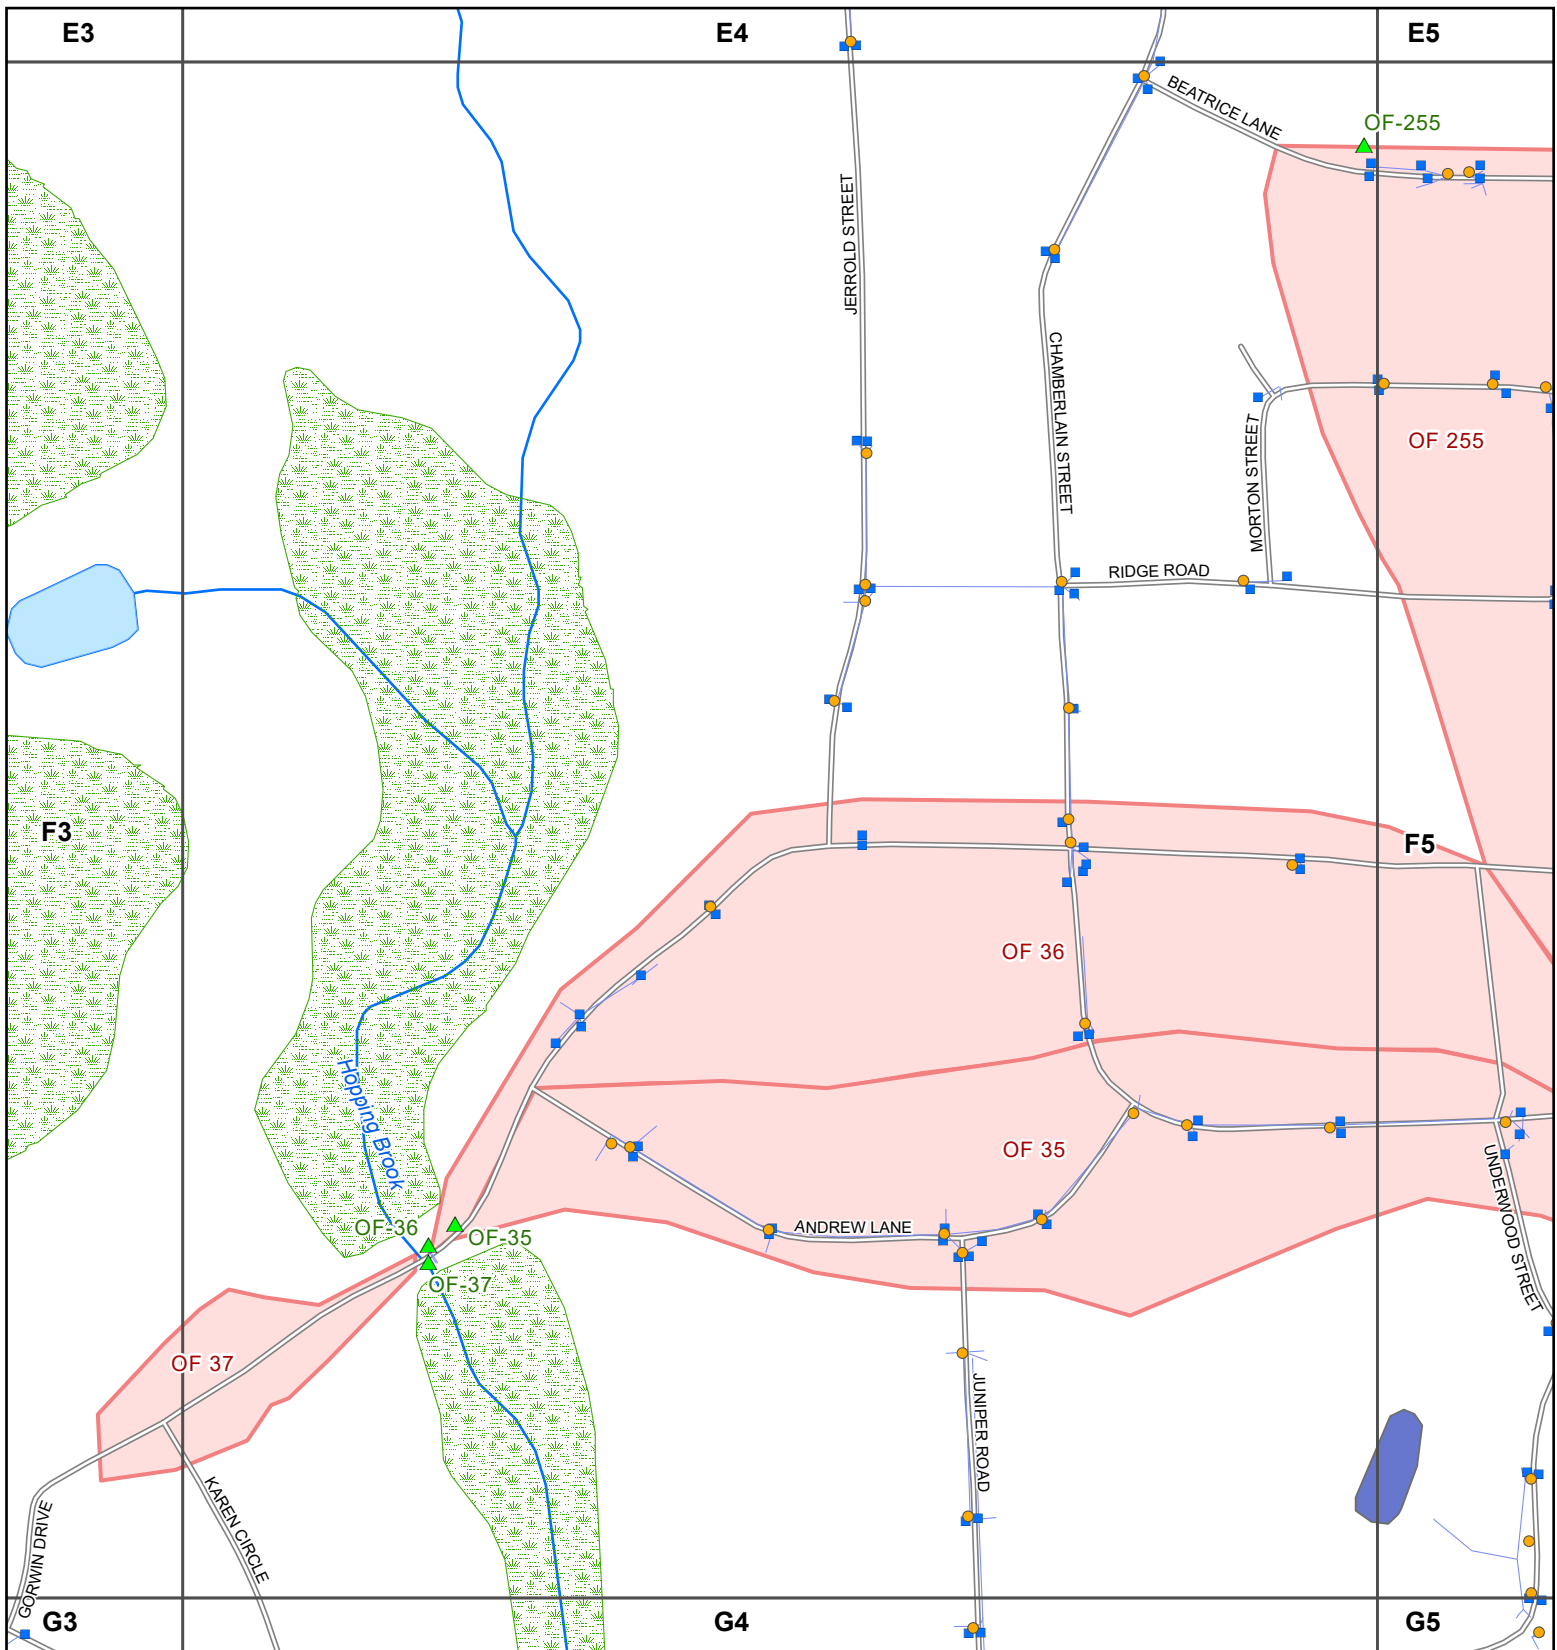 E3
E4
E5
BEATRICE LANE
OF-255
JERROLD STREET
CHAMBERLAIN STREET
MORTON STREET
OF 255
RIDGE ROAD
F3
F5
OF 36
Hopping Brook
OF 35
UNDERWOOD STREET
OF-36
OF-35
ANDREW LANE
OF-37
OF 37
JUNIPER ROAD
KAREN CIRCLE
GORWIN DRIVE
G3
G4
G5